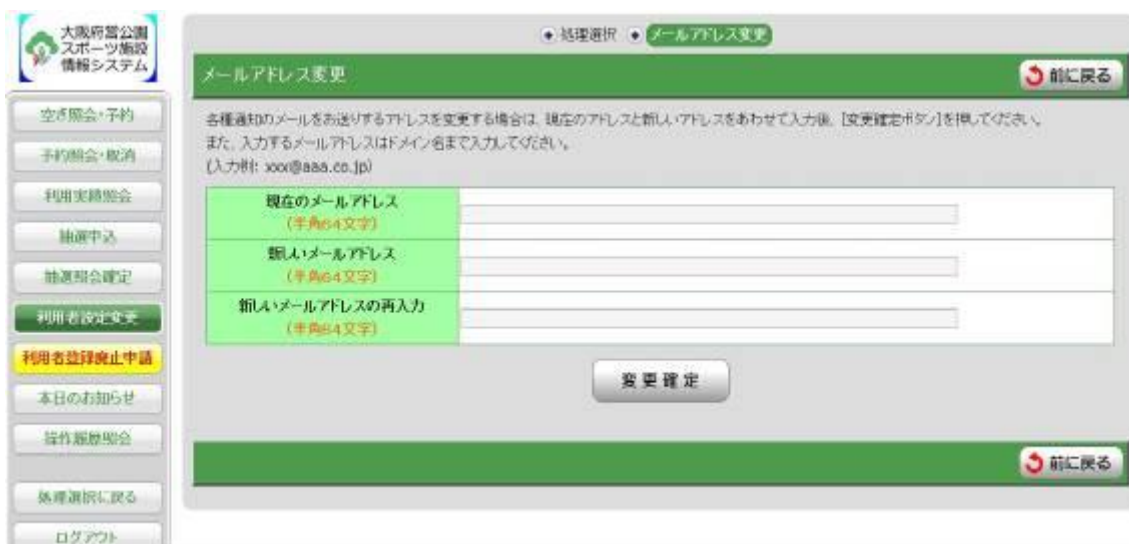 大阪府営公園
スポーツ施設
情報システム
処理選択
メールアドレス変更
メールアドレス変更
前に戻る
空き照会・予約
予約照会・取消
利用実績照会
抽選申込
抽選照会確定
利用者設定変更
利用者登録廃止申請
本日のお知らせ
操作履歴照会
処理選択に戻る
ログアウト
各種通知のメールをお送りするアドレスを変更する場合は、現在のアドレスと新しいアドレスをあわせて入力後、[変更確定ボタン]を押してください。
また、入力するメールアドレスはドメイン名まで入力してください。
(入力例: xxx@aaa.co.jp)
現在のメールアドレス
(半角64文字)
新しいメールアドレス
(半角64文字)
新しいメールアドレスの再入力
(半角64文字)
変更確定
前に戻る